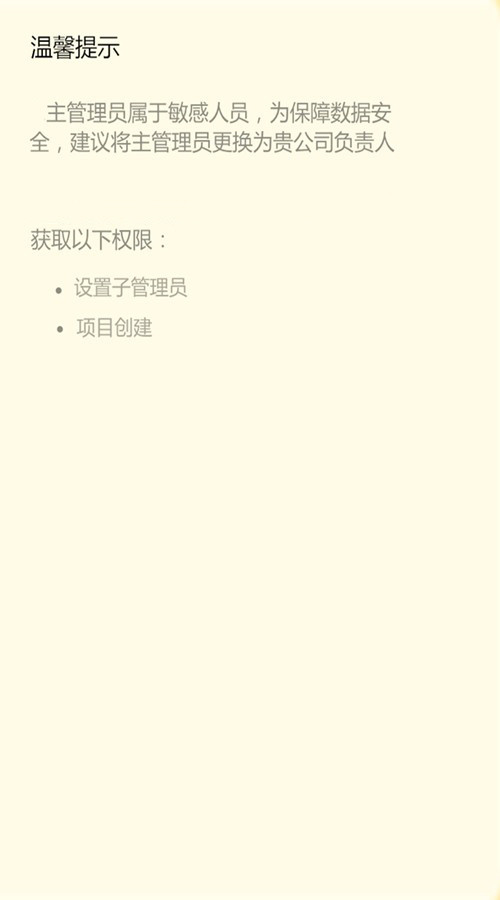 温馨提示
主管理员属于敏感人员，为保障数据安
全，建议将主管理员更换为贵公司负责人
获取以下权限：
• 设置子管理员
• 项目创建